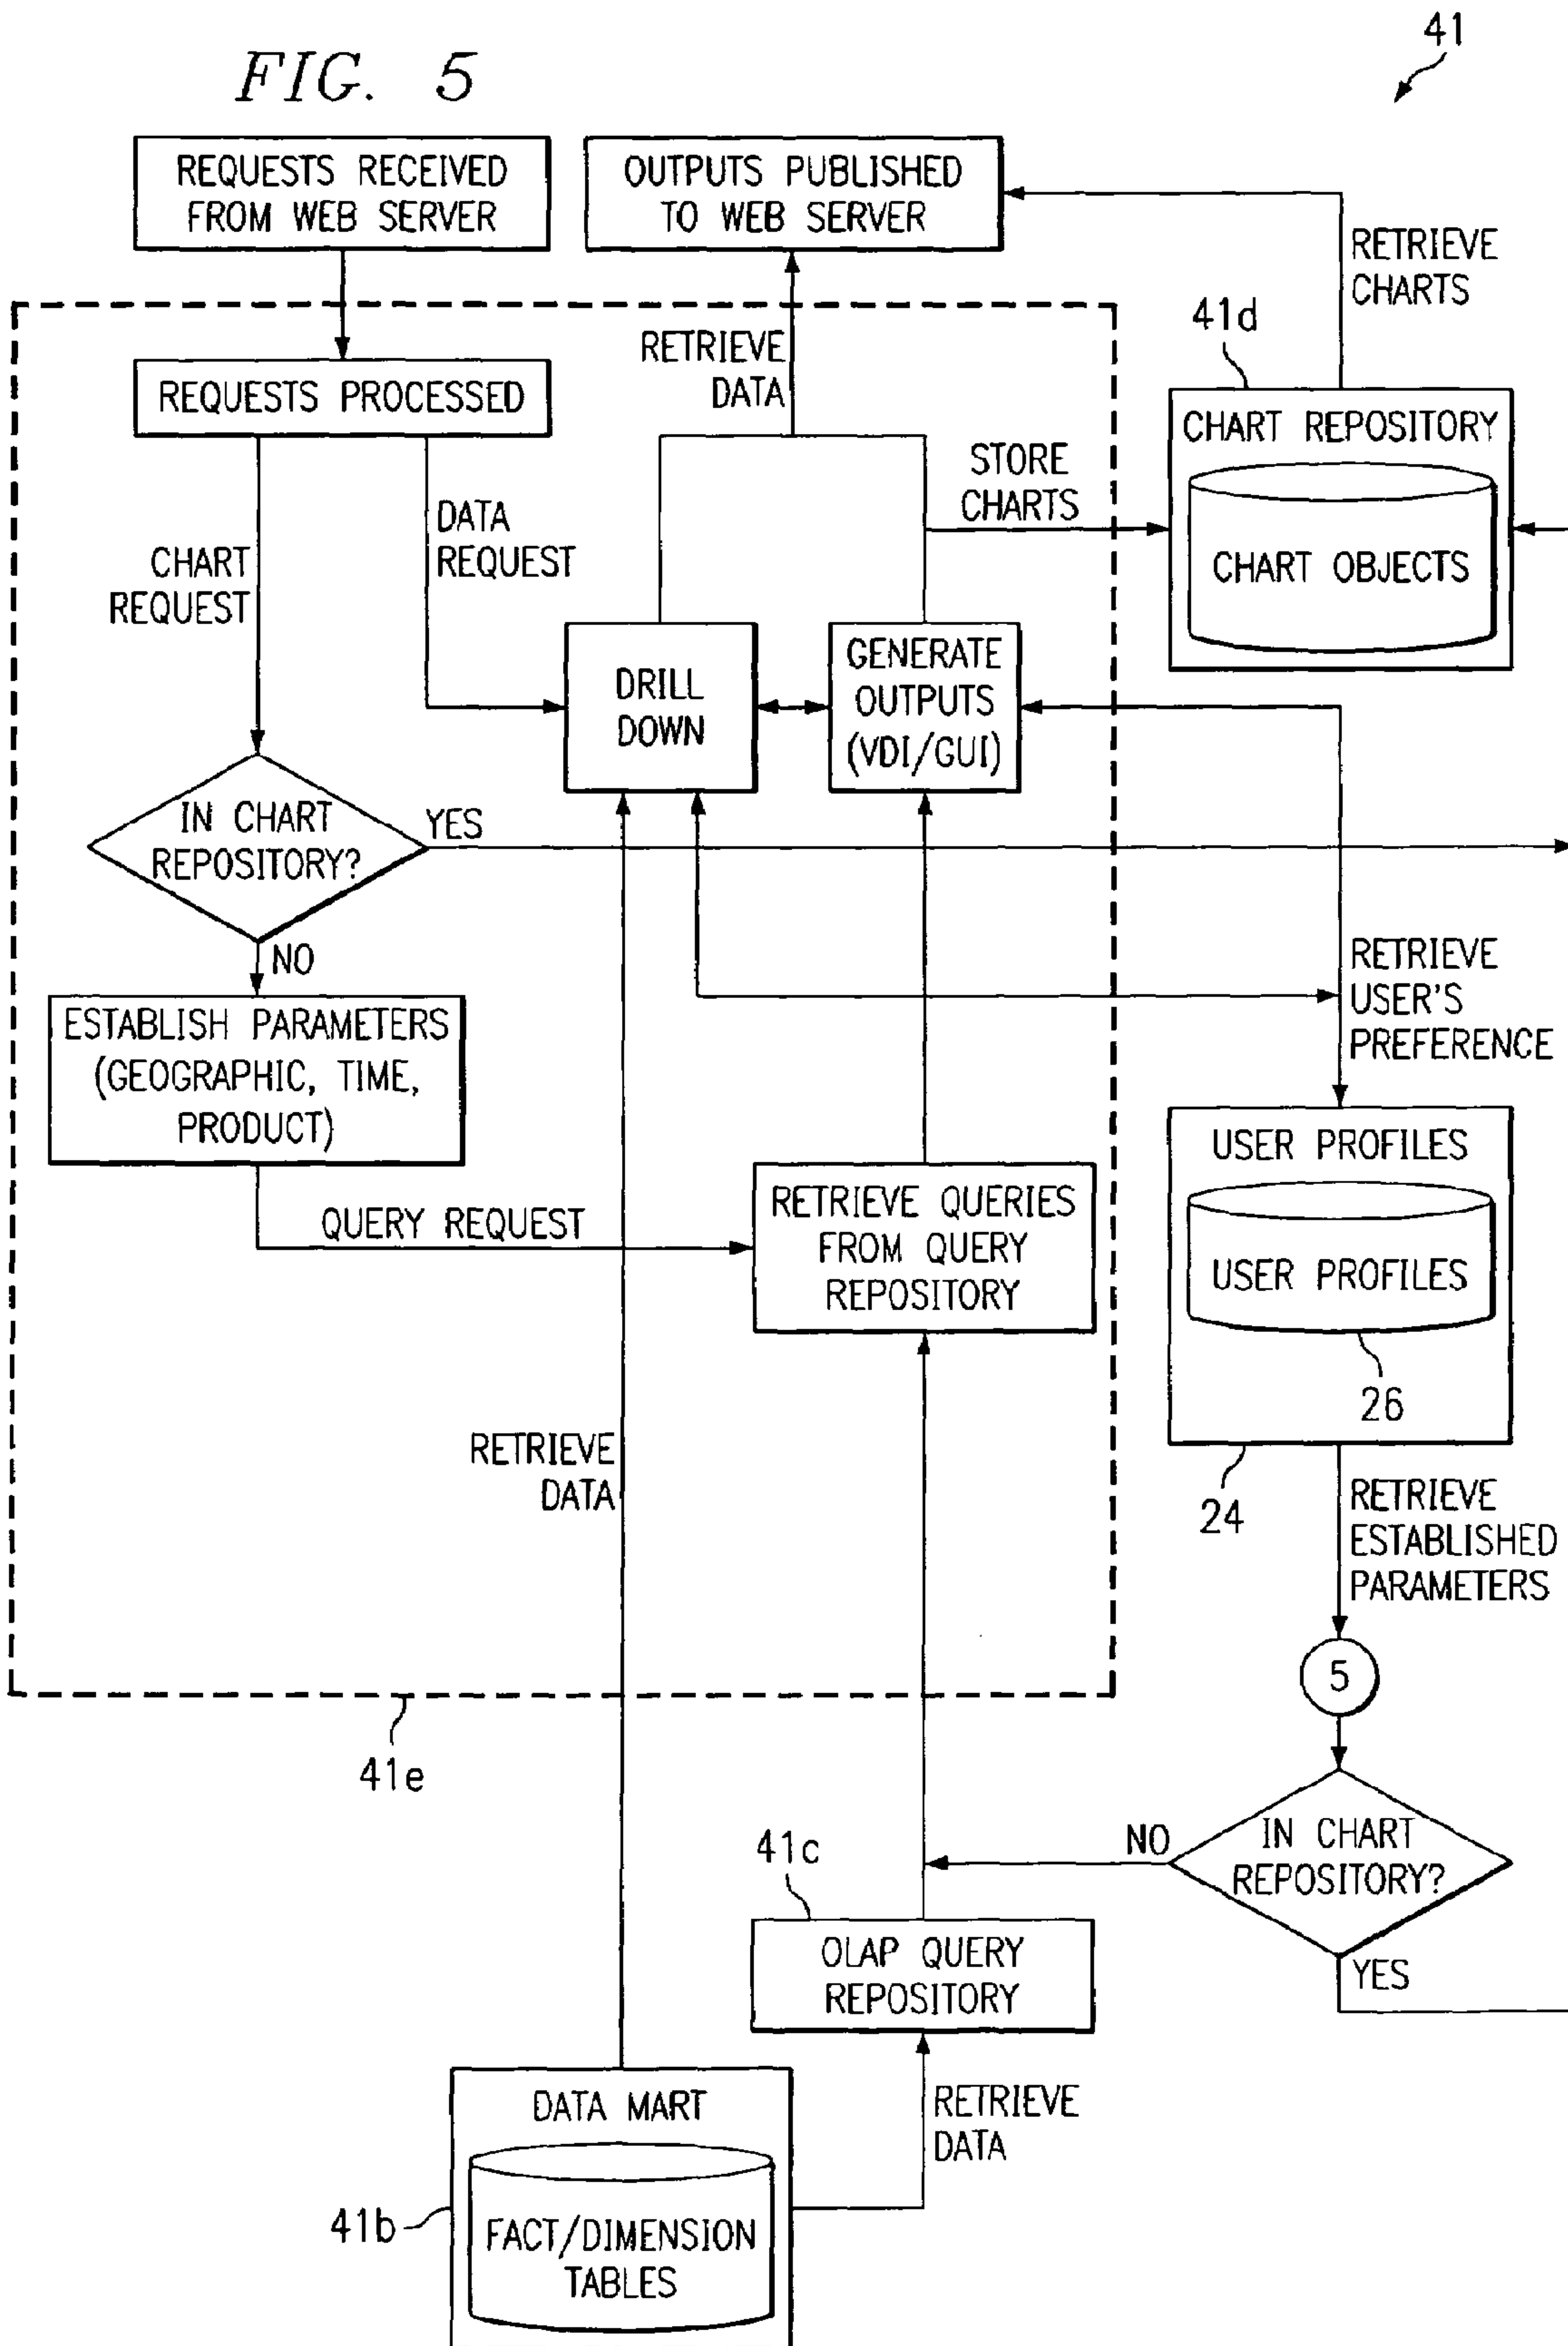 FIG. 5
41
REQUESTS RECEIVED
FROM WEB SERVER
OUTPUTS PUBLISHED
TO WEB SERVER
RETRIEVE
CHARTS
41d
RETRIEVE
DATA
REQUESTS PROCESSED
CHART REPOSITORY
CHART OBJECTS
STORE
CHARTS
DATA
REQUEST
CHART
REQUEST
DRILL
DOWN
GENERATE
OUTPUTS
(VDI/GUI)
IN CHART
REPOSITORY?
YES
NO
RETRIEVE
USER'S
PREFERENCE
ESTABLISH PARAMETERS
(GEOGRAPHIC, TIME,
PRODUCT)
USER PROFILES
USER PROFILES
26
24
QUERY REQUEST
RETRIEVE QUERIES
FROM QUERY
REPOSITORY
RETRIEVE
DATA
RETRIEVE
ESTABLISHED
PARAMETERS
5
41e
IN CHART
REPOSITORY?
NO
YES
41c
OLAP QUERY
REPOSITORY
RETRIEVE
DATA
DATA MART
41b
FACT/DIMENSION
TABLES